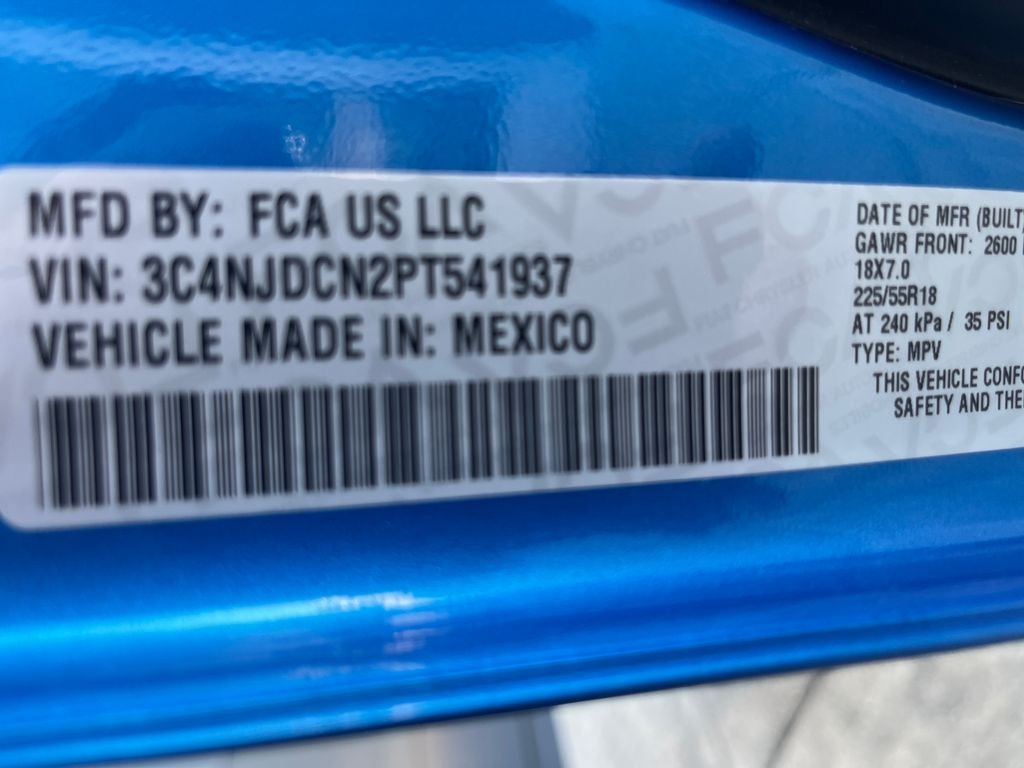 MFD BY: FCA US LLC
VIN: 3C4NJDCN2PT541937
VEHICLE MADE IN: MEXICO
DATE OF MFR (BUILT)
GAWR FRONT: 2600
18X7.0
225/55R18
AT 240 kPa / 35 PSI
TYPE: MPV
THIS VEHICLE CONFO
SAFETY AND THE